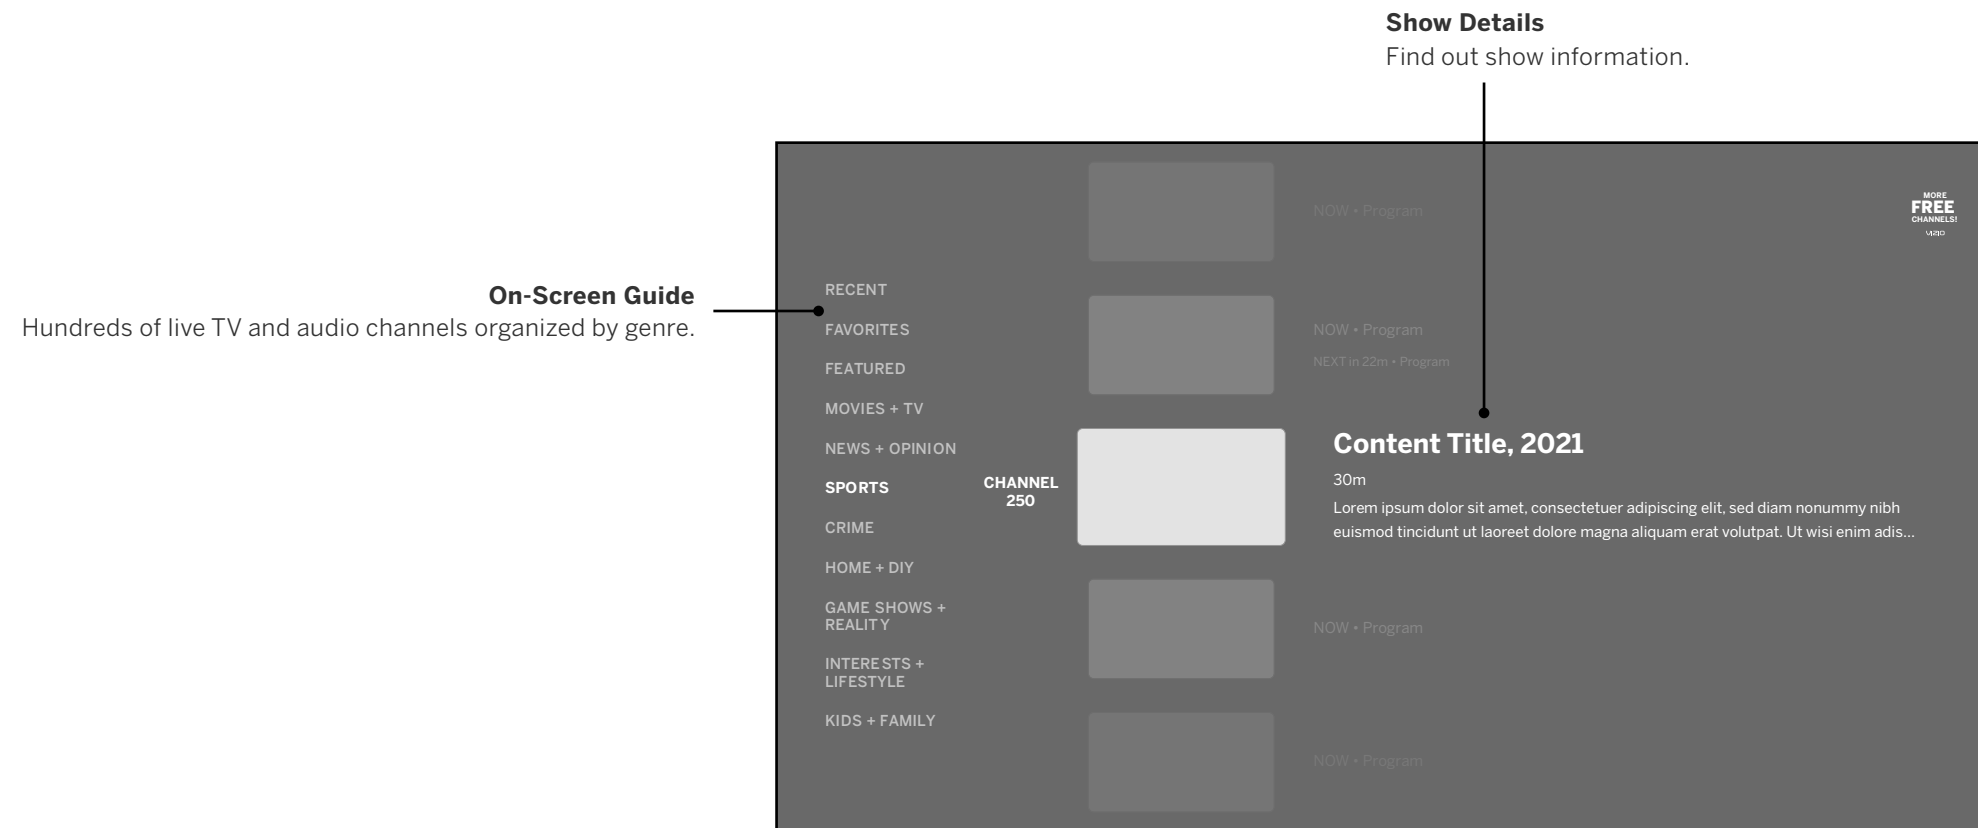 Show Details
Find out show information.
MORE
FREE
CHANNELS!
VIZIO
NOW • Program
On-Screen Guide
Hundreds of live TV and audio channels organized by genre.
RECENT
FAVORITES
FEATURED
MOVIES + TV
NEWS + OPINION
SPORTS
CRIME
HOME + DIY
GAME SHOWS +
REALITY
INTERESTS +
LIFESTYLE
KIDS + FAMILY
CHANNEL
250
NOW • Program
NEXT in 22m • Program
Content Title, 2021
30m
Lorem ipsum dolor sit amet, consectetuer adipiscing elit, sed diam nonummy nibh
euismod tincidunt ut laoreet dolore magna aliquam erat volutpat. Ut wisi enim adis...
NOW • Program
NOW • Program